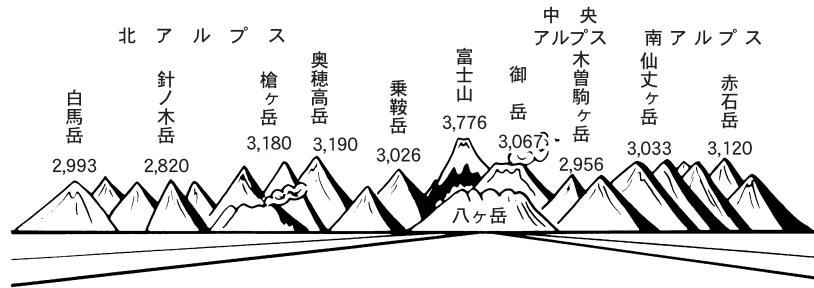 北アルプス
中央
アルプス
南アルプス
白馬岳
2,993
針ノ木岳
2,820
槍ヶ岳
3,180
奥穂高岳
3,190
乗鞍岳
3,026
富士山
3,776
御岳
3,067
木曽駒ヶ岳
2,956
仙丈ヶ岳
3,033
赤石岳
3,120
八ヶ岳